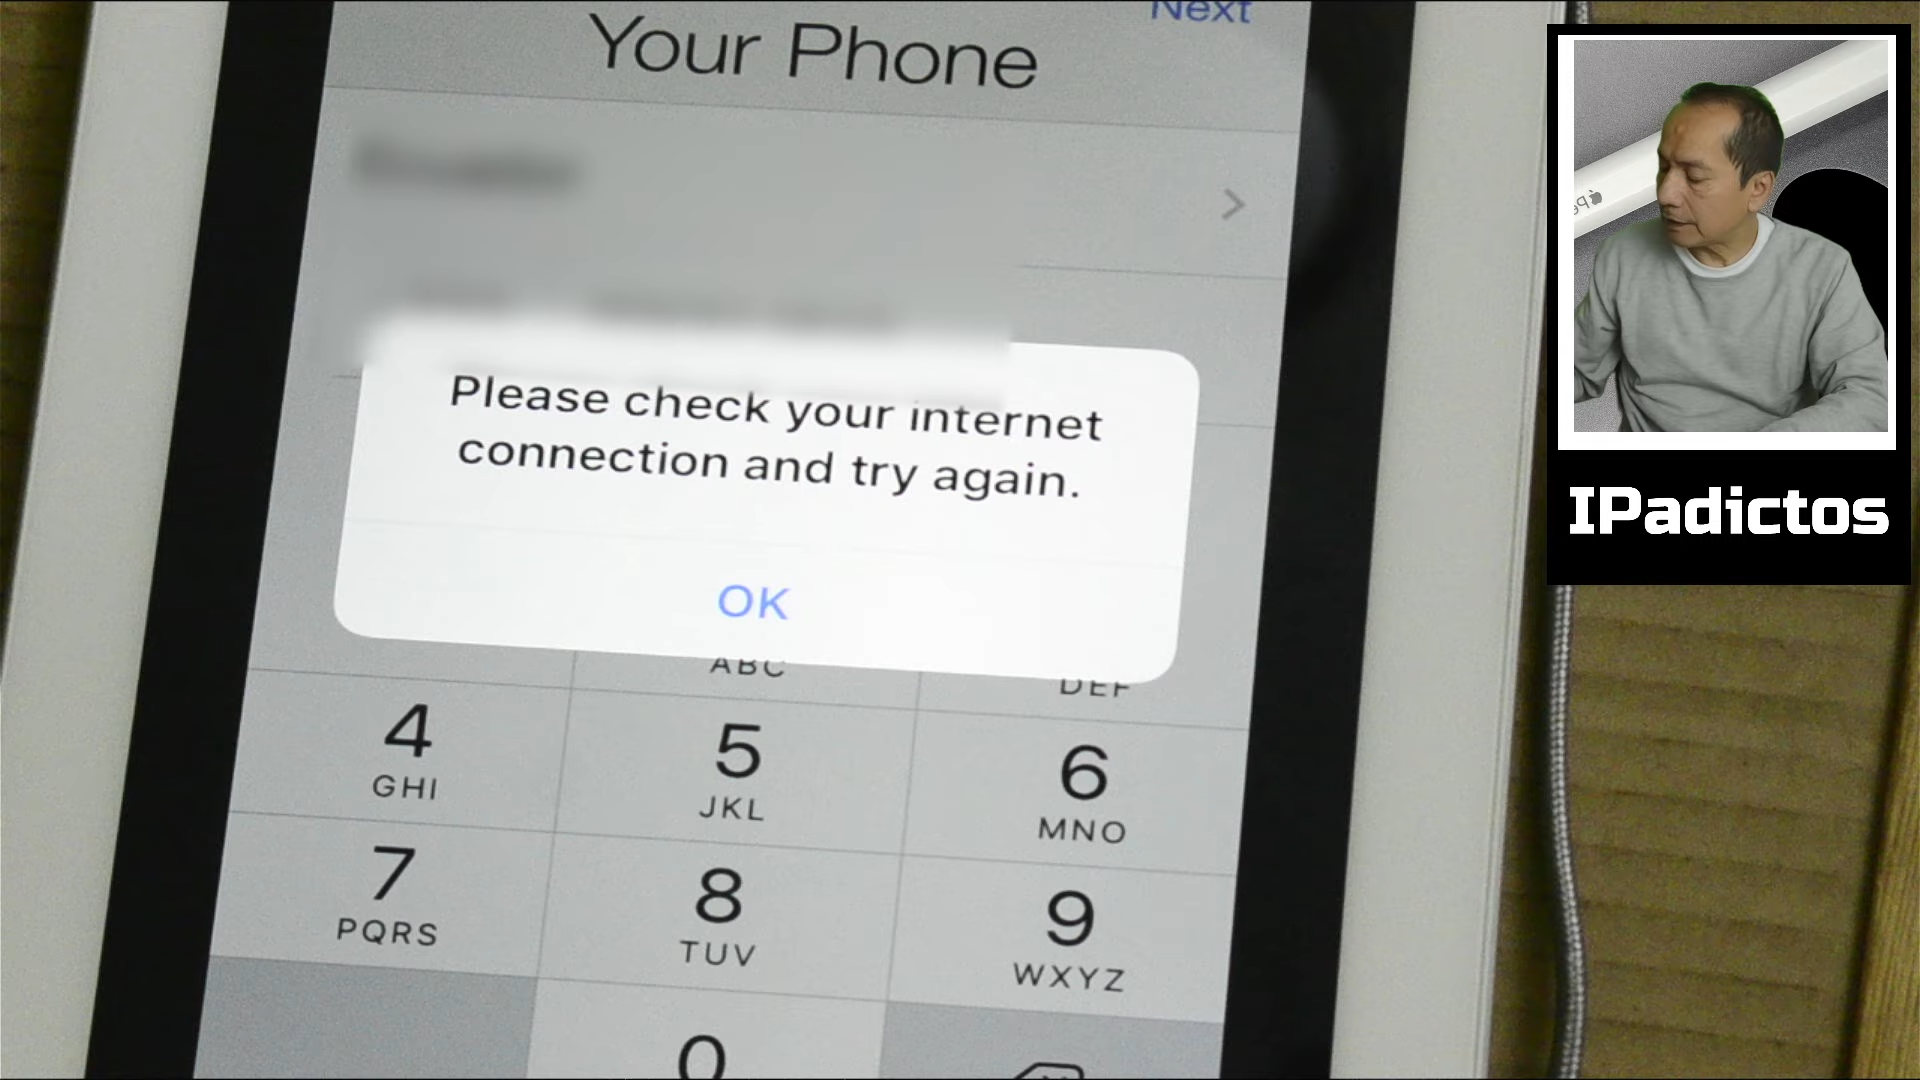 Next
Your Phone
Please check your internet
connection and try again.
OK
ABC
DEF
4
GHI
5
JKL
6
MNO
7
PQRS
8
TUV
9
WXYZ
0
IPadictos